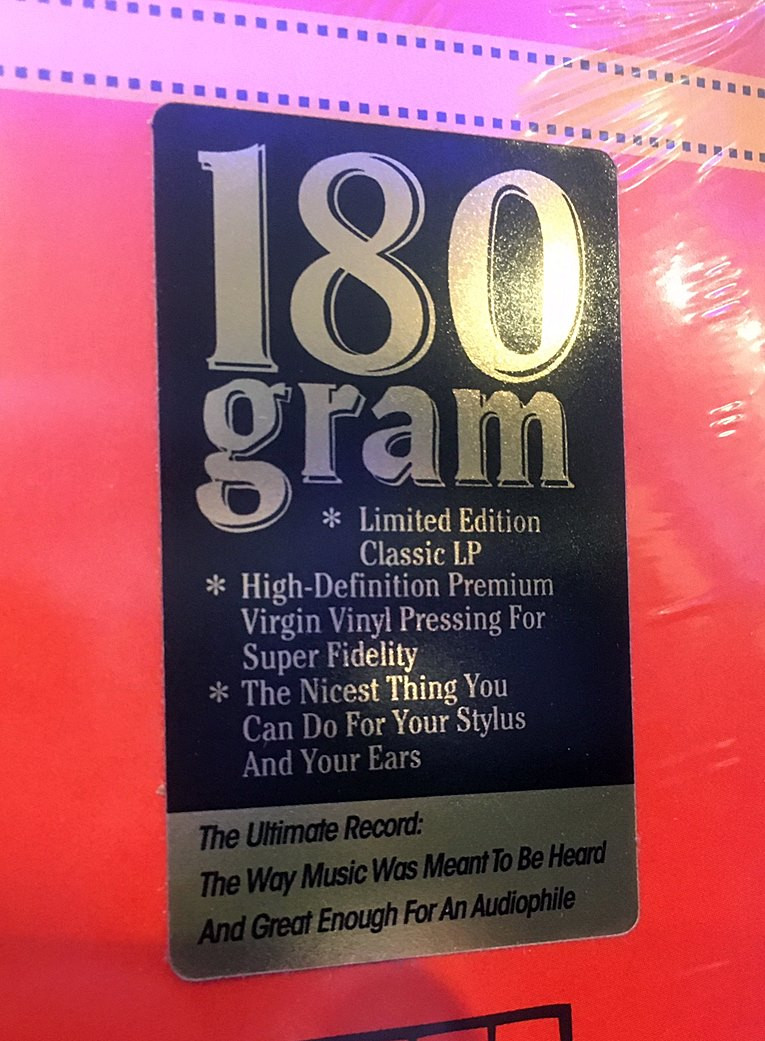 180
gram
* Limited Edition
Classic LP
* High-Definition Premium
Virgin Vinyl Pressing For
Super Fidelity
* The Nicest Thing You
Can Do For Your Stylus
And Your Ears
The Ultimate Record:
The Way Music Was Meant To Be Heard
And Great Enough For An Audiophile